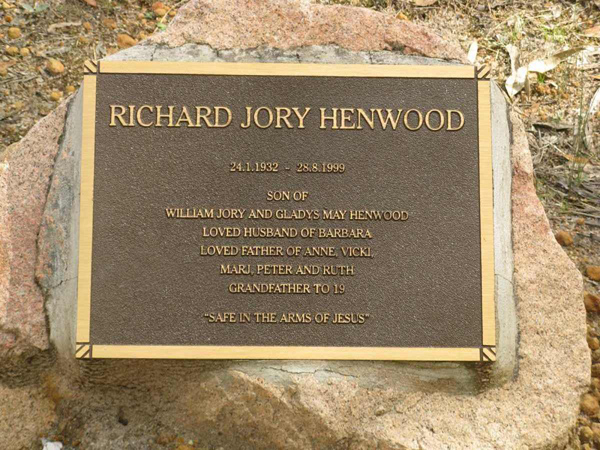 RICHARD JORY HENWOOD
24.1.1932 - 28.8.1999
SON OF
WILLIAM JORY AND GLADYS MAY HENWOOD
LOVED HUSBAND OF BARBARA
LOVED FATHER OF ANNE, VICKI,
MARJ, PETER AND RUTH
GRANDFATHER TO 19
"SAFE IN THE ARMS OF JESUS"